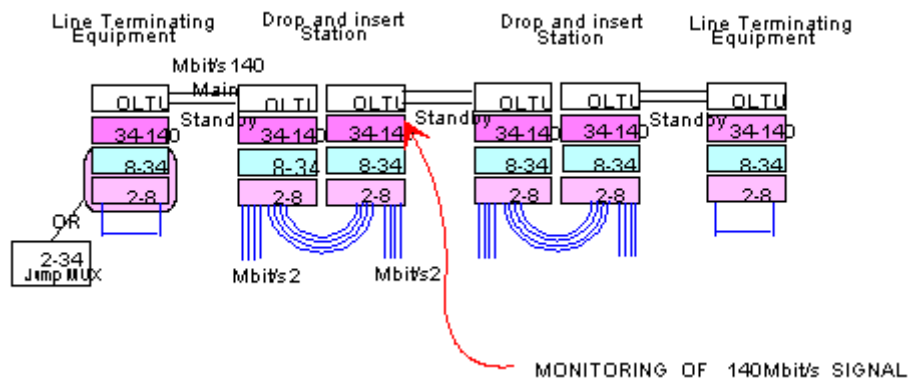 Line Terminating
Equipment
Drop and insert
Station
Drop and insert
Station
Line Terminating
Equipment
Mbit/s 140
Main
Standby
Standby
Standby
OLTU
34-140
8-34
2-8
OLTU
34-140
8-34
2-8
OLTU
34-14
8-34
2-8
OLTU
34-140
8-34
2-8
OLTU
34-140
8-34
2-8
OLTU
34-140
8-34
2-8
OR
2-34
Jump MUX
Mbit/s2
Mbit/s2
MONITORING OF 140Mbit/s SIGNAL